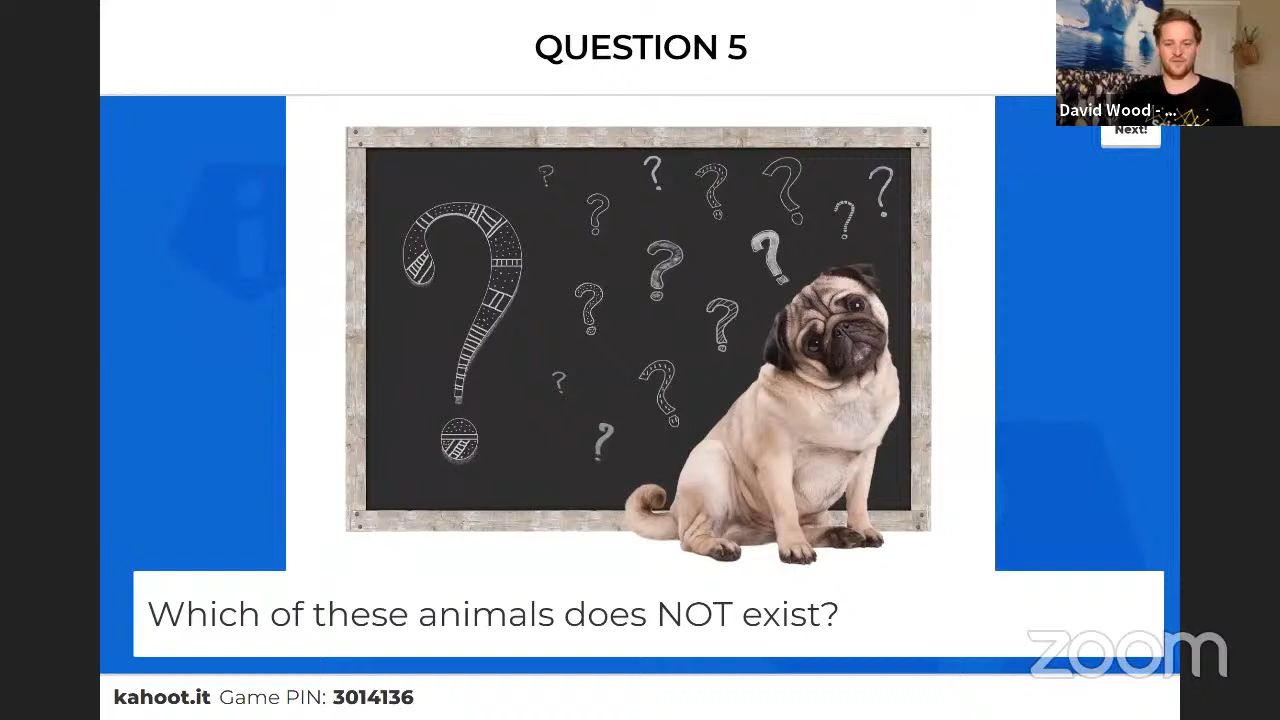 QUESTION 5
David Wood - ...
Next!
Which of these animals does NOT exist?
zoom
kahoot.it Game PIN: 3014136